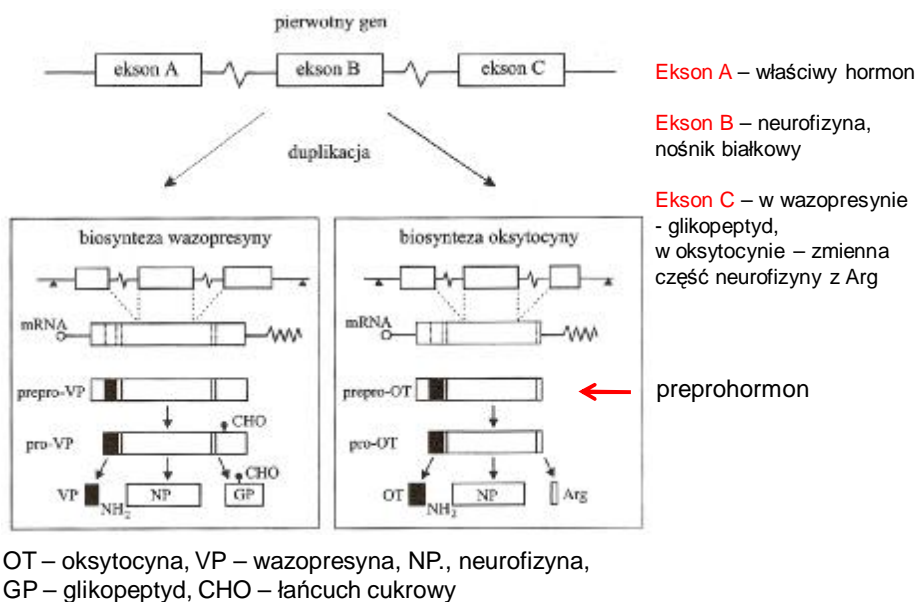 pierwotny gen
ekson A
ekson B
ekson C
duplikacja
Ekson A – właściwy hormon
Ekson B – neurofizyna,
nośnik białkowy
Ekson C – w wazopresynie
- glikopeptyd,
w oksytocynie – zmienna
część neurofizyny z Arg
biosynteza wazopresyny
mRNA
prepro-VP
CHO
pro-VP
CHO
VP
NH2
NP
GP
biosynteza oksytocyny
mRNA
prepro-OT
pro-OT
OT
NH2
NP
Arg
preprohormon
OT – oksytocyna, VP – wazopresyna, NP., neurofizyna,
GP – glikopeptyd, CHO – łańcuch cukrowy